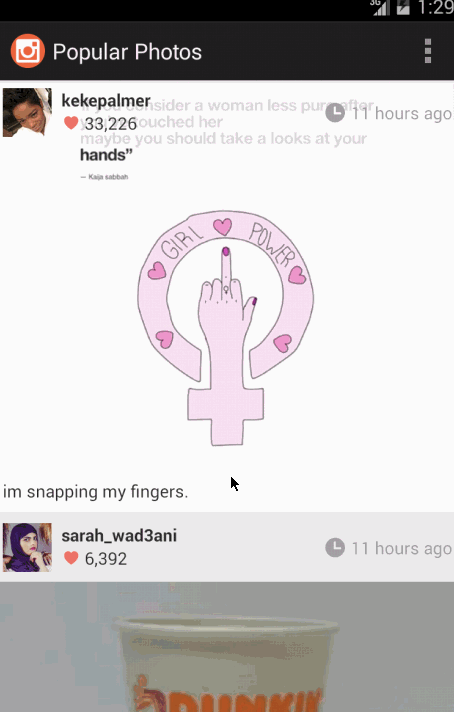 3G 1:29
Popular Photos
kekepalmer
If you consider a woman less pure after
you've touched her
33,226
11 hours ago
maybe you should take a looks at your
hands”
— Kaija sabbah
GIRL POWER
im snapping my fingers.
sarah_wad3ani
6,392
11 hours ago
DUNKIN'